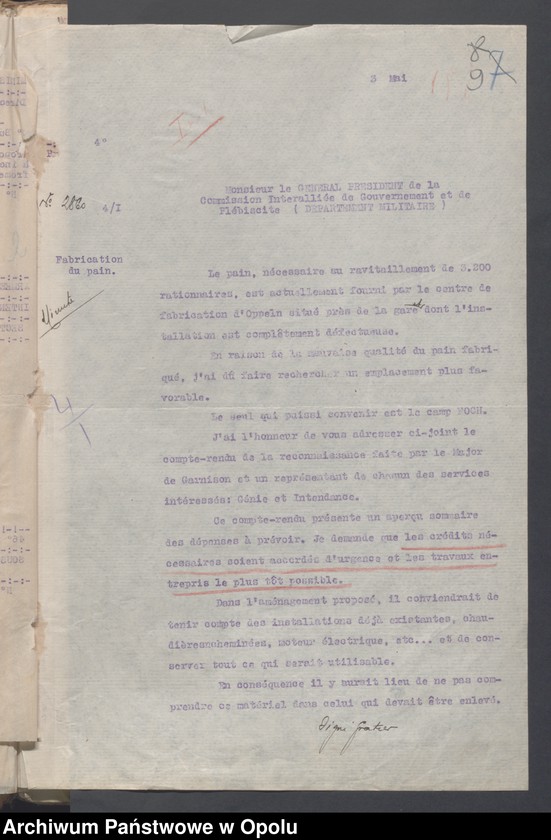 8
97
3 Mai
4°
Monsieur le GENERAL PRESIDENT de la
Commission Interalliée de Gouvernement et de
Plébiscite ( DEPARTEMENT MILITAIRE )
N° 2820 4/I
Fabrication
du pain.
Le pain, nécessaire au ravitaillement de 3.200
rationnaires, est actuellement fourni par le centre de
fabrication d'Oppeln situé près de la gare dont l'ins-
tallation est complètement défectueuse.
En raison de la mauvaise qualité du pain fabri-
qué, j'ai dû faire rechercher un emplacement plus fa-
vorable.
Le seul qui puissi convenir est le camp FOCH.
J'ai l'honneur de vous adresser ci-joint le
compte-rendu de la reconnaissante faite par le Major
de Garnison et un représentant de chacun des services
intéressés: Génie et Intendance.
Ce compte-rendu présente un aperçu sommaire
des dépenses à prévoir. Je demande que les crédits né-
cessaires soient accordés d'urgence et les travaux en-
trepris le plus tôt possible.
Dans l'aménagement proposé, il conviendrait de
tenir compte des installations déjà existantes, chau-
dièrescheminées, moteur électrique, etc... et de con-
server tout ce qui serait utilisable.
En conséquence il y aurait lieu de ne pas com-
prendre ce matériel dans celui qui devait être enlevé.
Signé Gratier
Archiwum Państwowe w Opolu